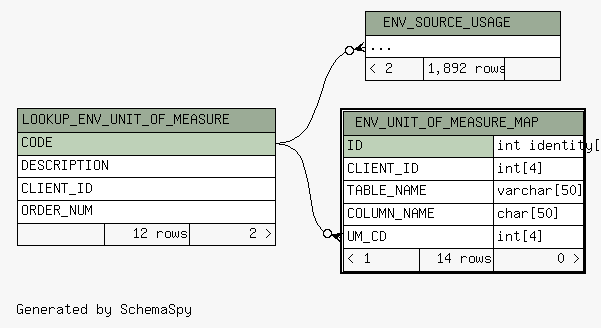 ENV_SOURCE_USAGE
...
< 2 1,892 rows
LOOKUP_ENV_UNIT_OF_MEASURE
CODE
DESCRIPTION
CLIENT_ID
ORDER_NUM
12 rows 2 >
ENV_UNIT_OF_MEASURE_MAP
ID int identity[
CLIENT_ID int[4]
TABLE_NAME varchar[50]
COLUMN_NAME char[50]
UM_CD int[4]
< 1 14 rows 0 >
Generated by SchemaSpy